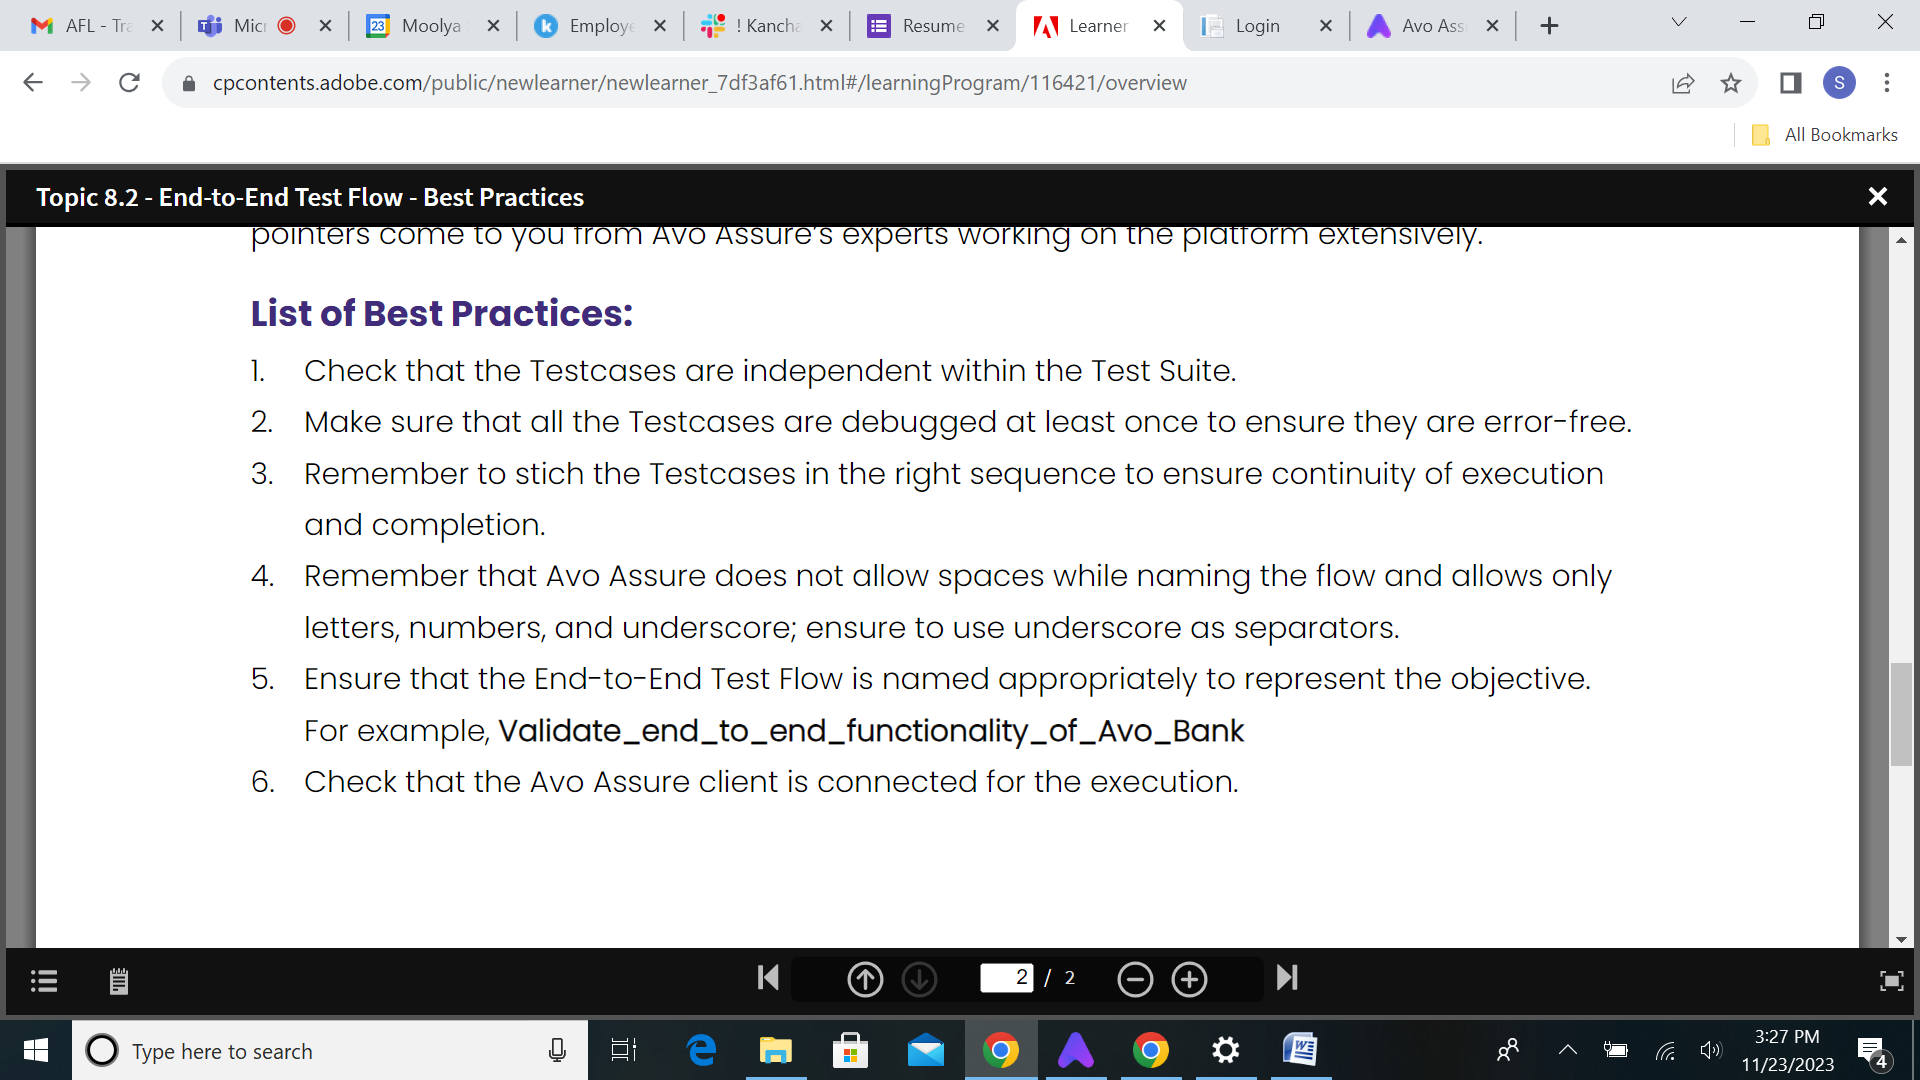 AFL - Tra
Micr
23
Moolya
Employe
! Kancha
Resume
Learner
Login
Avo Ass
cpcontents.adobe.com/public/newlearner/newlearner_7df3af61.html#/learningProgram/116421/overview
S
All Bookmarks
Topic 8.2 - End-to-End Test Flow - Best Practices
pointers come to you from Avo Assure's experts working on the platform extensively.
List of Best Practices:
1. Check that the Testcases are independent within the Test Suite.
2. Make sure that all the Testcases are debugged at least once to ensure they are error-free.
3. Remember to stich the Testcases in the right sequence to ensure continuity of execution
and completion.
4. Remember that Avo Assure does not allow spaces while naming the flow and allows only
letters, numbers, and underscore; ensure to use underscore as separators.
5. Ensure that the End-to-End Test Flow is named appropriately to represent the objective.
For example, Validate_end_to_end_functionality_of_Avo_Bank
6. Check that the Avo Assure client is connected for the execution.
2 / 2
Type here to search
3:27 PM
11/23/2023
4